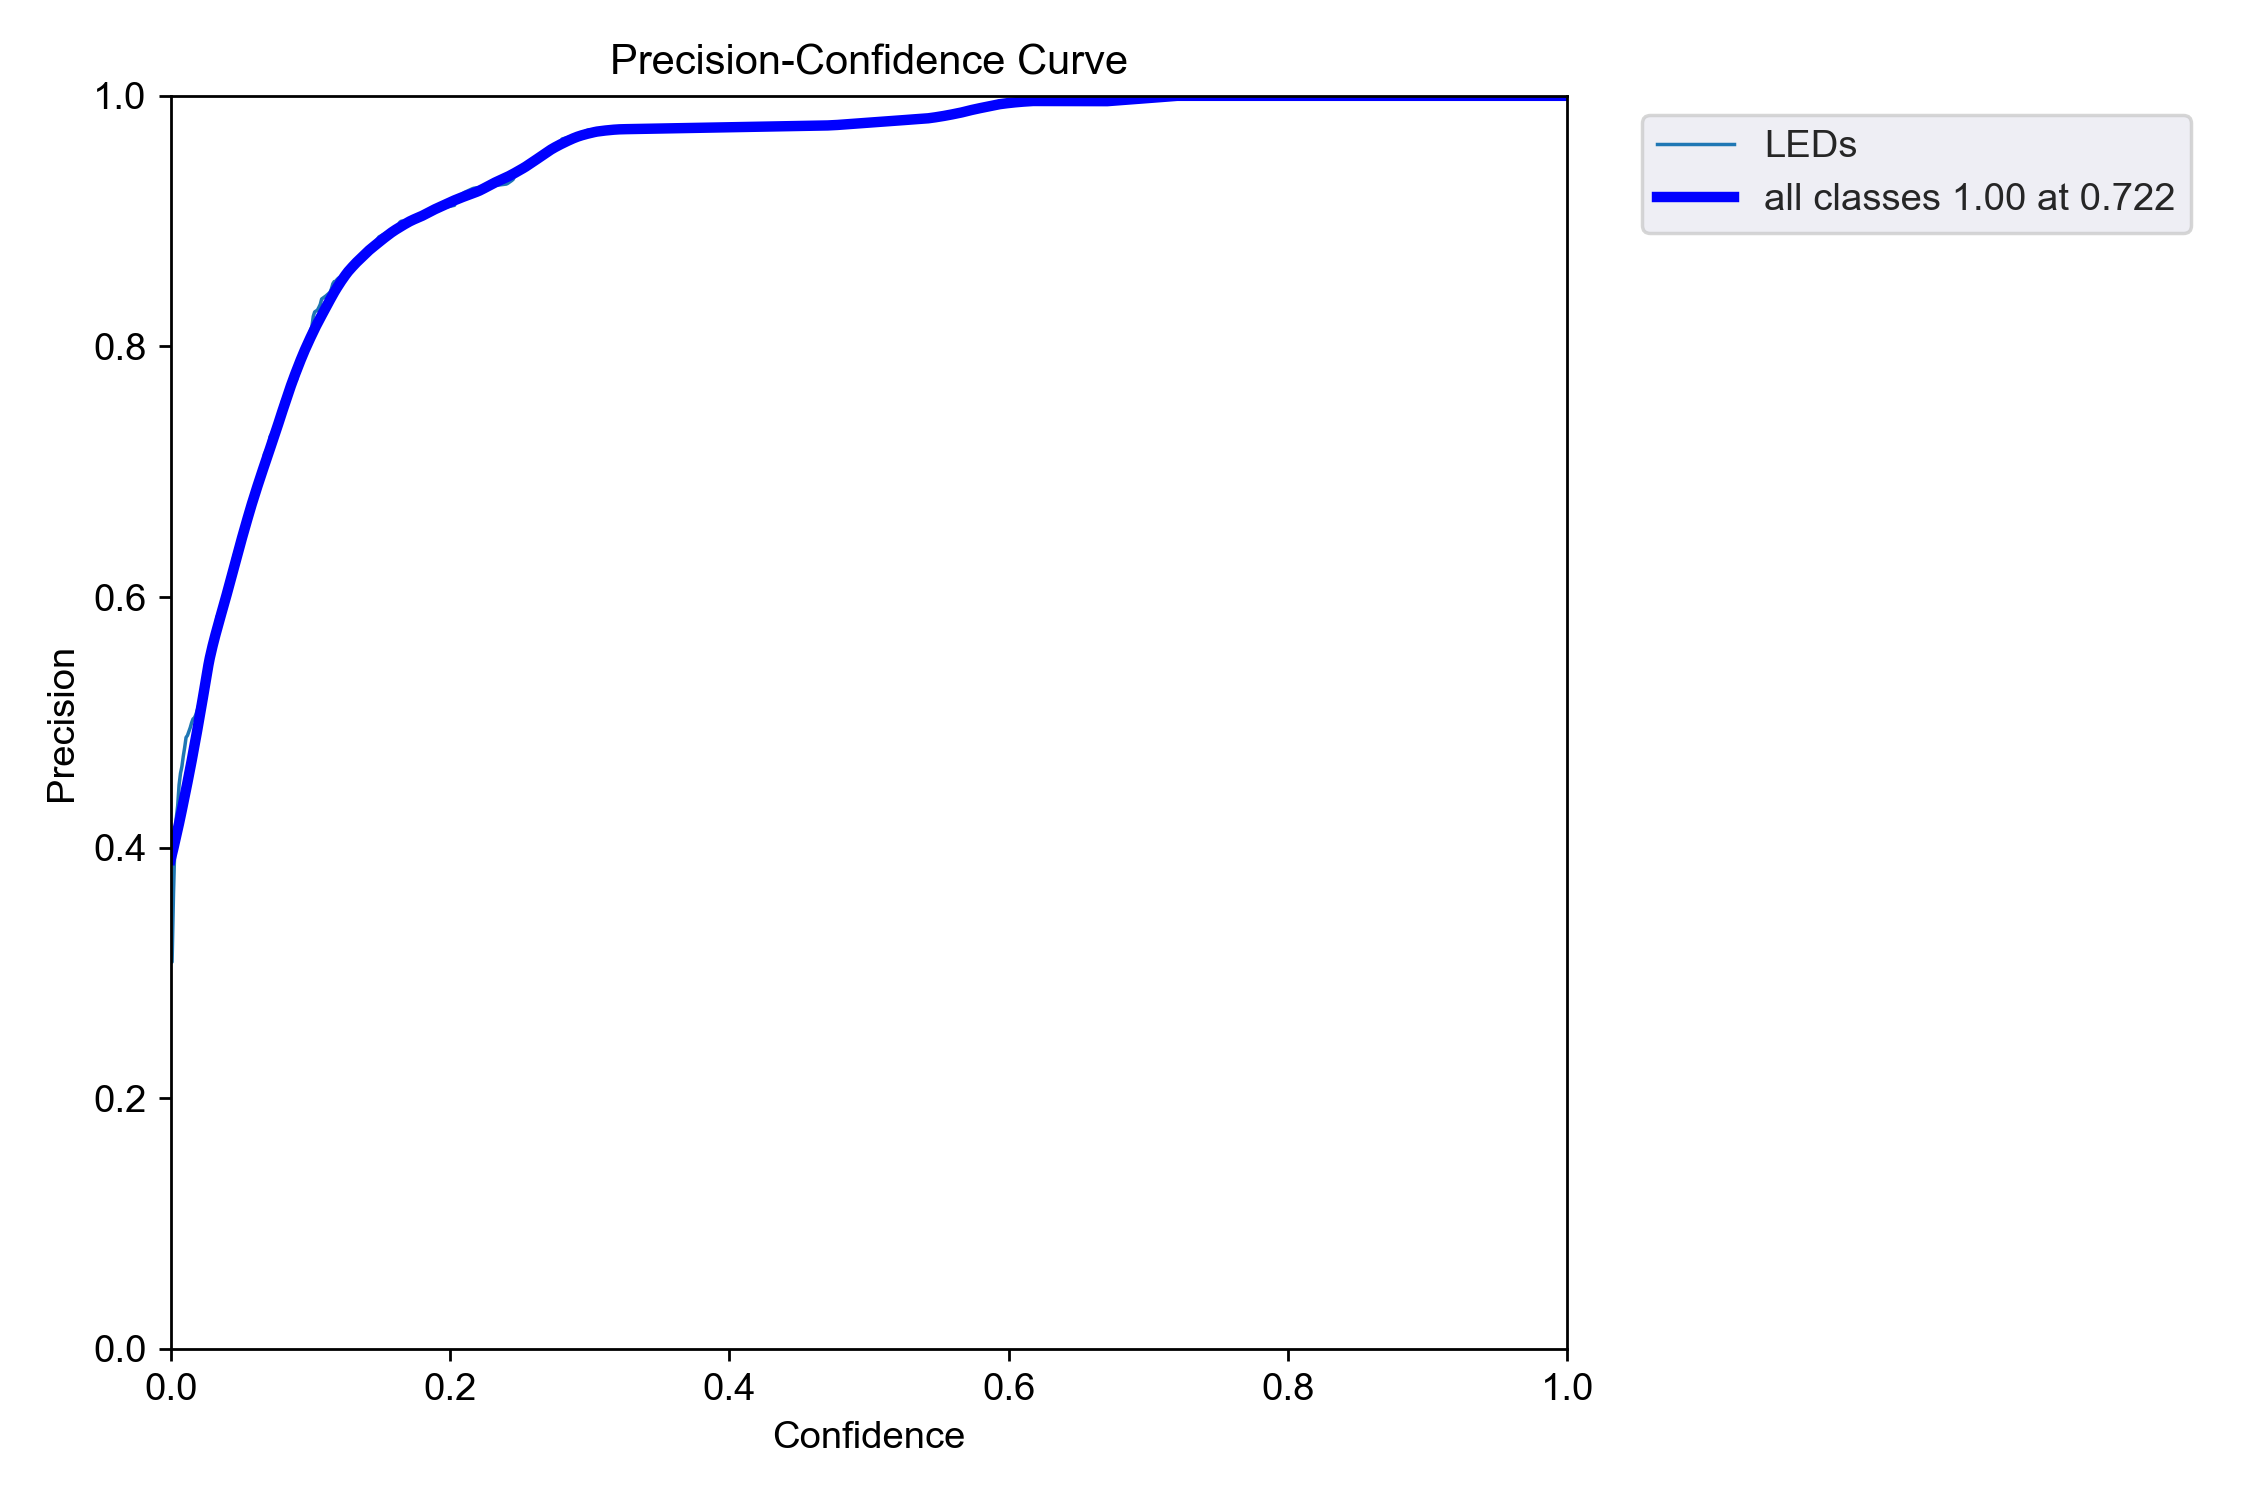 Precision-Confidence Curve
1.0
0.8
0.6
0.4
0.2
0.0
Precision
0.0 0.2 0.4 0.6 0.8 1.0
Confidence
LEDs
all classes 1.00 at 0.722